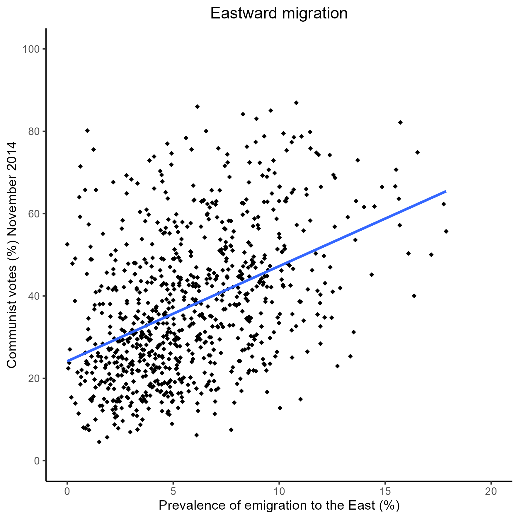 Eastward migration
Communist votes (%) November 2014
100
80
60
40
20
0
0 5 10 15 20
Prevalence of emigration to the East (%)